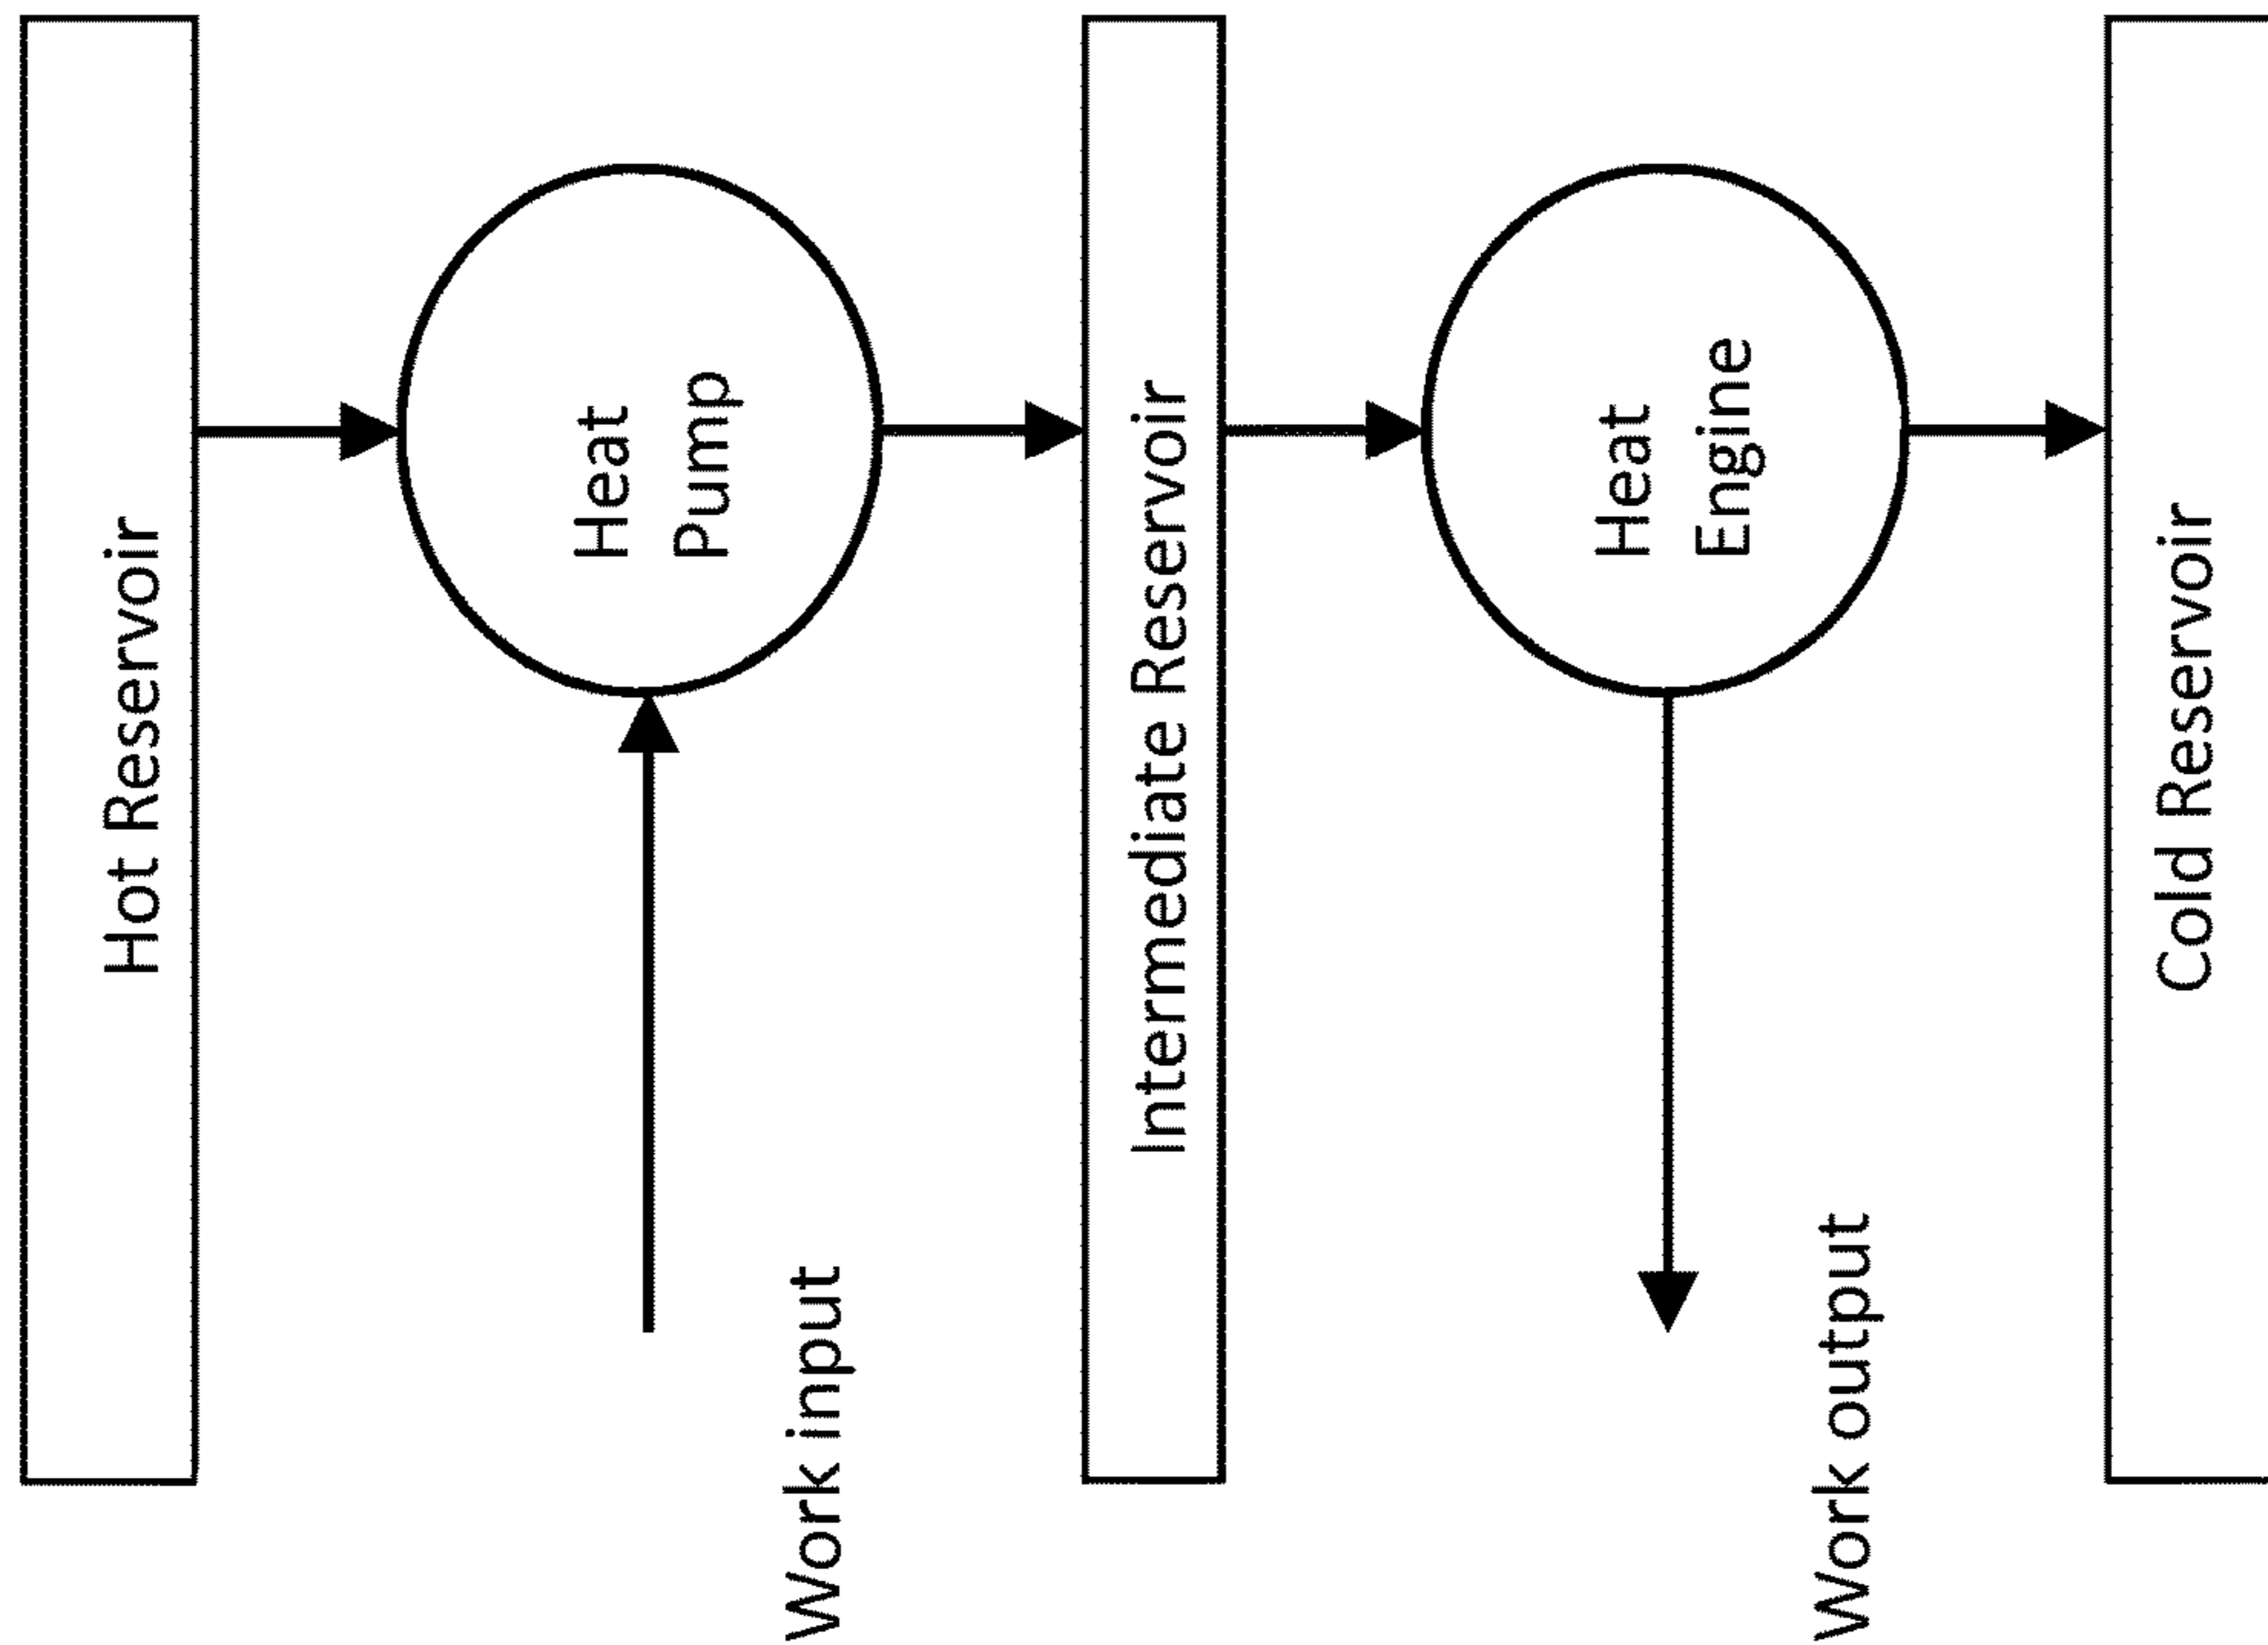 Hot Reservoir
Heat
Pump
Work input
Intermediate Reservoir
Heat
Engine
Work output
Cold Reservoir